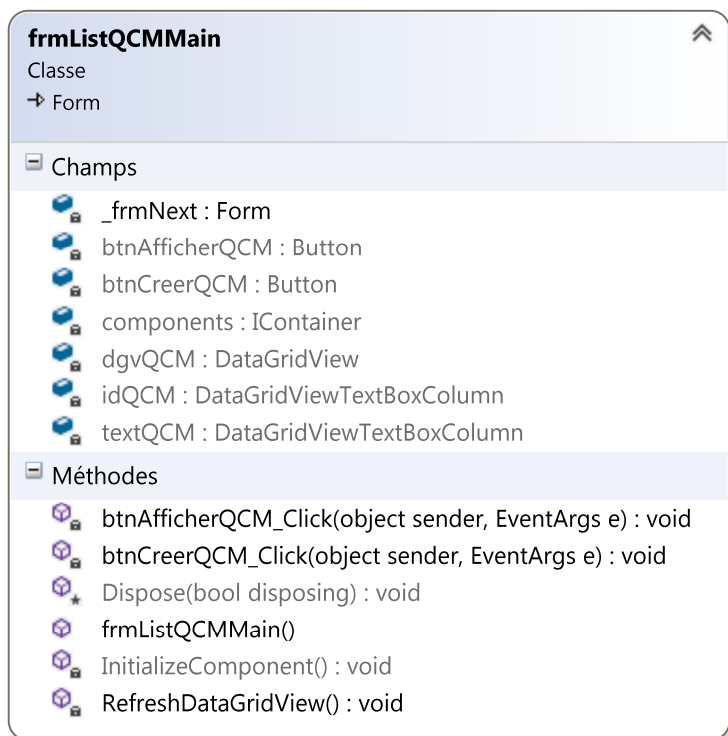 frmListQCMMain
Classe
Form
Champs
_frmNext : Form
btnAfficherQCM : Button
btnCreerQCM : Button
components : IContainer
dgvQCM : DataGridView
idQCM : DataGridViewTextBoxColumn
textQCM : DataGridViewTextBoxColumn
Méthodes
btnAfficherQCM_Click(object sender, EventArgs e) : void
btnCreerQCM_Click(object sender, EventArgs e) : void
Dispose(bool disposing) : void
frmListQCMMain()
InitializeComponent() : void
RefreshDataGridView() : void